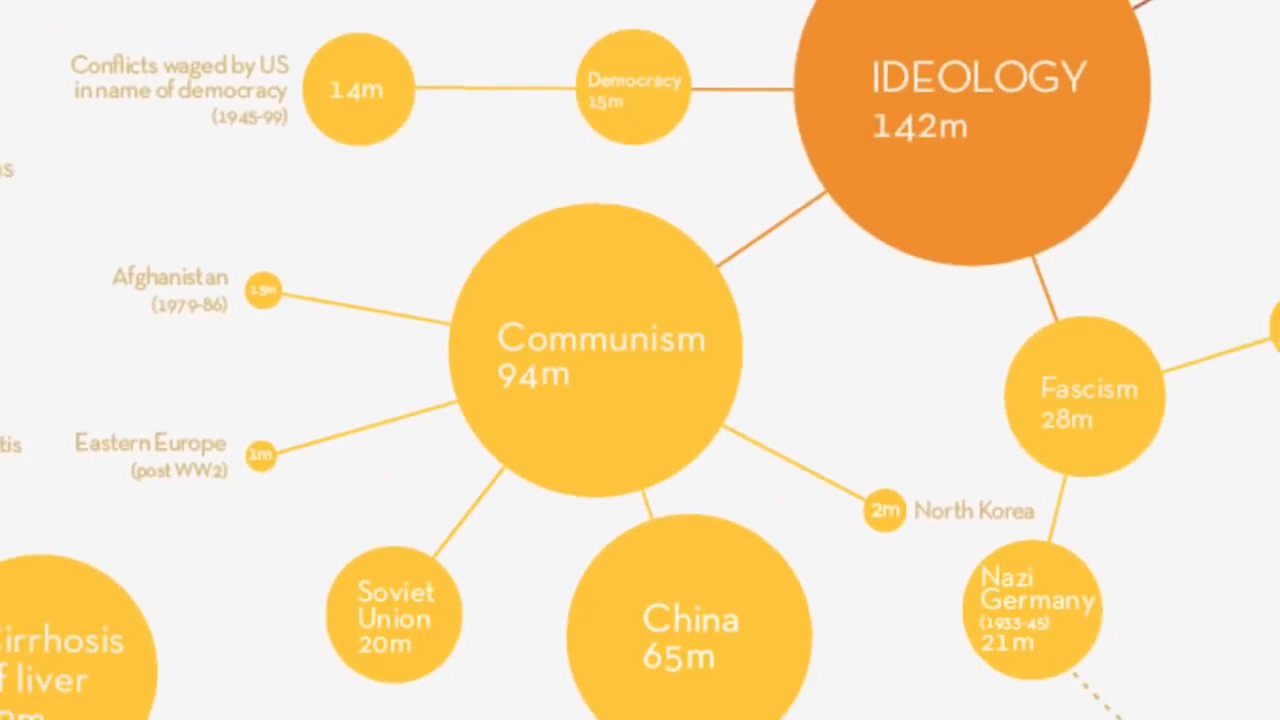 Conflicts waged by US
in name of democracy
(1945-99)
14m
Democracy
15m
IDEOLOGY
142m
Afghanistan
(1979-86)
Communism
94m
Fascism
28m
Eastern Europe
(post WW2)
1m
2m
North Korea
Soviet
Union
20m
China
65m
Nazi
Germany
(1933-45)
21m
liver